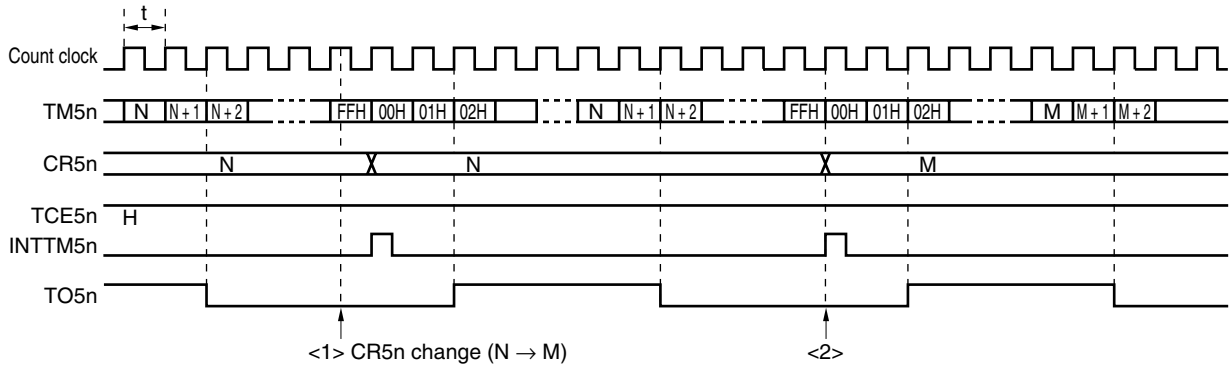 t
Count clock
TM5n N N + 1 N + 2 FFH 00H 01H 02H N N + 1 N + 2 FFH 00H 01H 02H M M + 1 M + 2
CR5n N N M
TCE5n H
INTTM5n
TO5n
<1> CR5n change (N → M) <2>